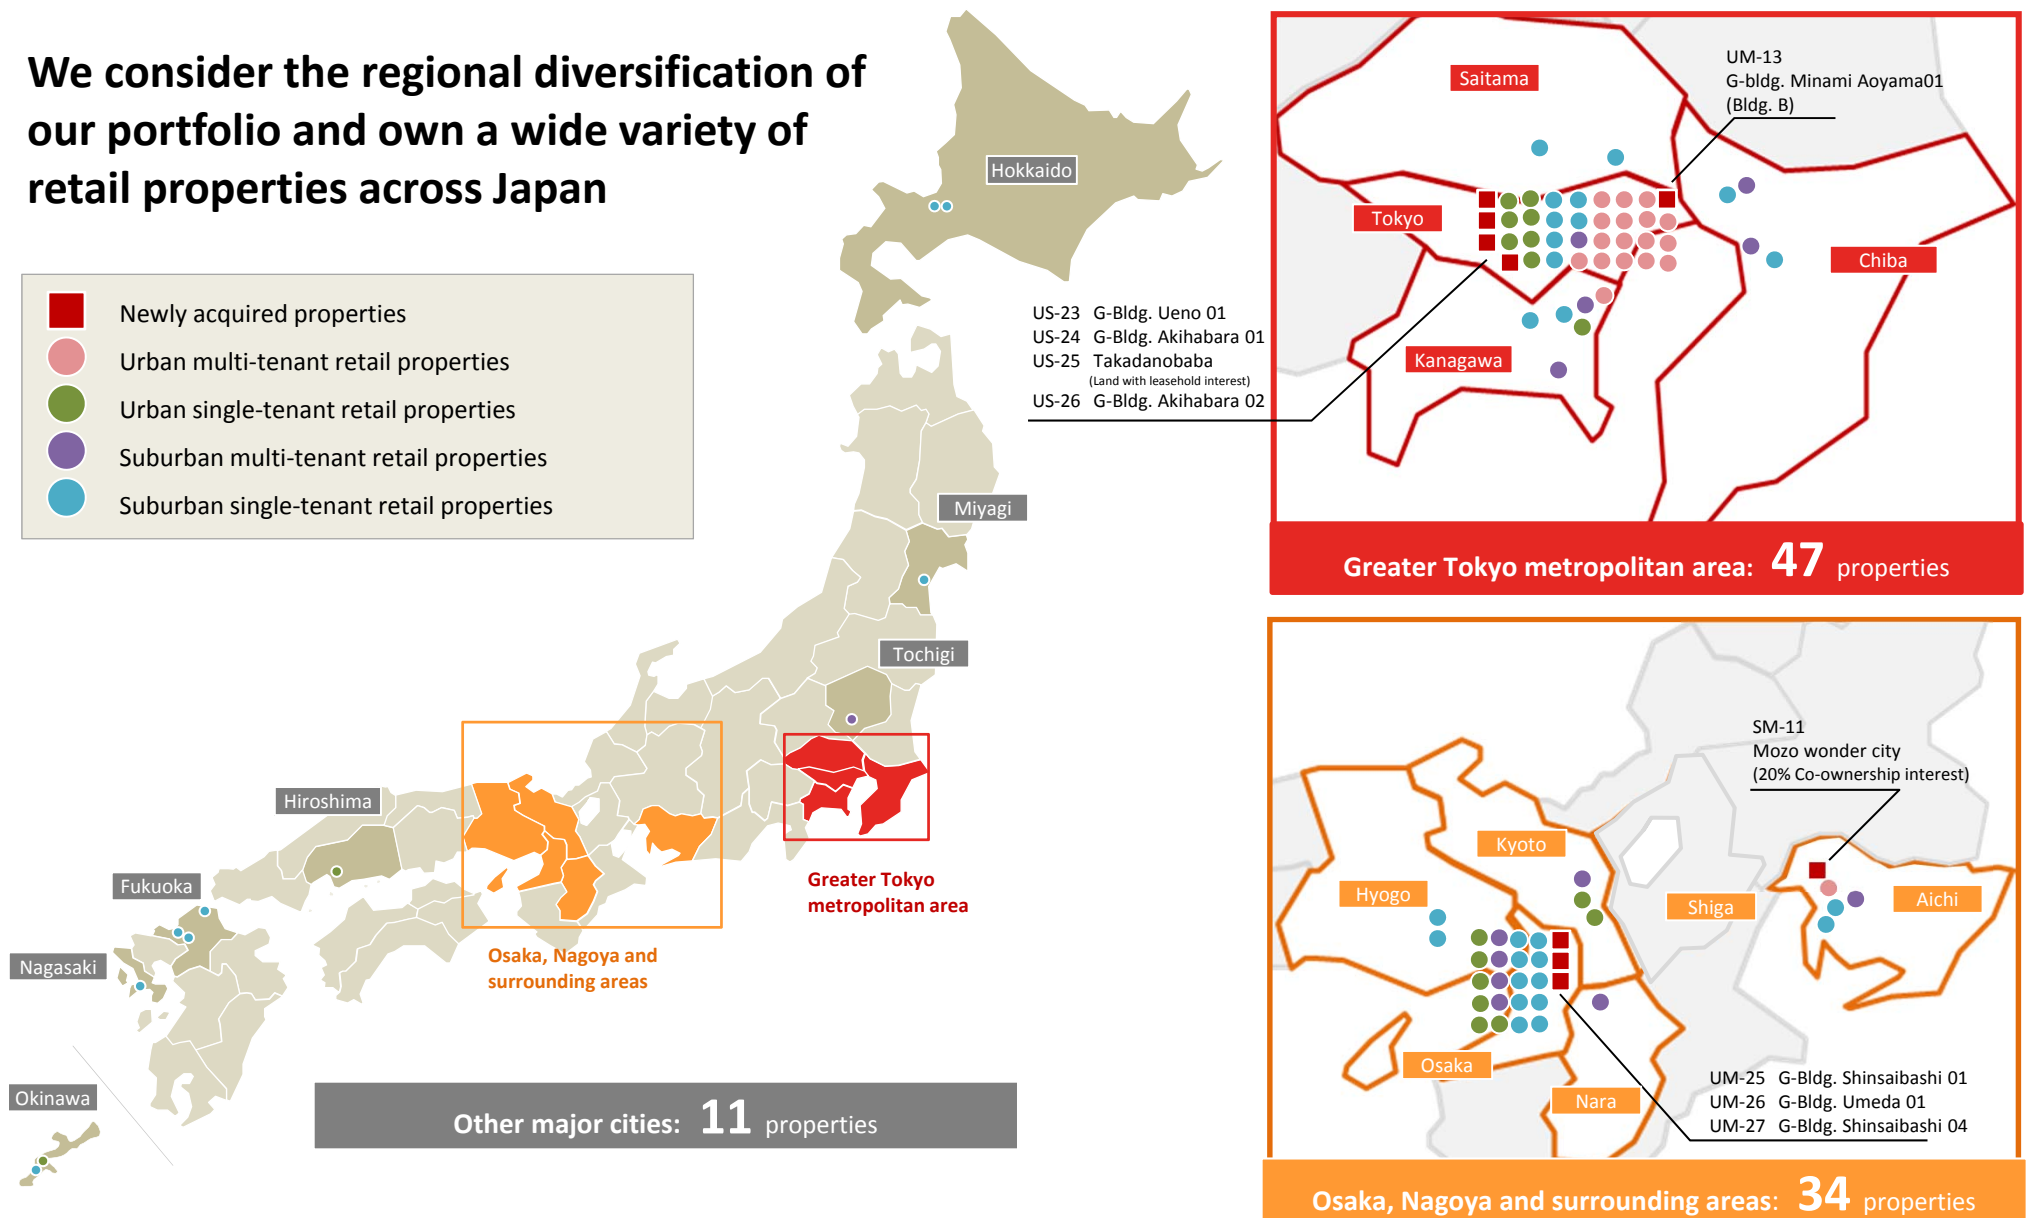 We consider the regional diversification of
our portfolio and own a wide variety of
retail properties across Japan
Newly acquired properties
Urban multi-tenant retail properties
Urban single-tenant retail properties
Suburban multi-tenant retail properties
Suburban single-tenant retail properties
Hokkaido
Miyagi
Tochigi
Hiroshima
Fukuoka
Nagasaki
Okinawa
Greater Tokyo
metropolitan area
Osaka, Nagoya and
surrounding areas
Other major cities: 11 properties
US-23 G-Bldg. Ueno 01
US-24 G-Bldg. Akihabara 01
US-25 Takadanobaba
(Land with leasehold interest)
US-26 G-Bldg. Akihabara 02
UM-13
G-bldg. Minami Aoyama01
(Bldg. B)
Saitama
Tokyo
Chiba
Kanagawa
Greater Tokyo metropolitan area: 47 properties
SM-11
Mozo wonder city
(20% Co-ownership interest)
Kyoto
Hyogo
Shiga
Aichi
Osaka
Nara
UM-25 G-Bldg. Shinsaibashi 01
UM-26 G-Bldg. Umeda 01
UM-27 G-Bldg. Shinsaibashi 04
Osaka, Nagoya and surrounding areas: 34 properties